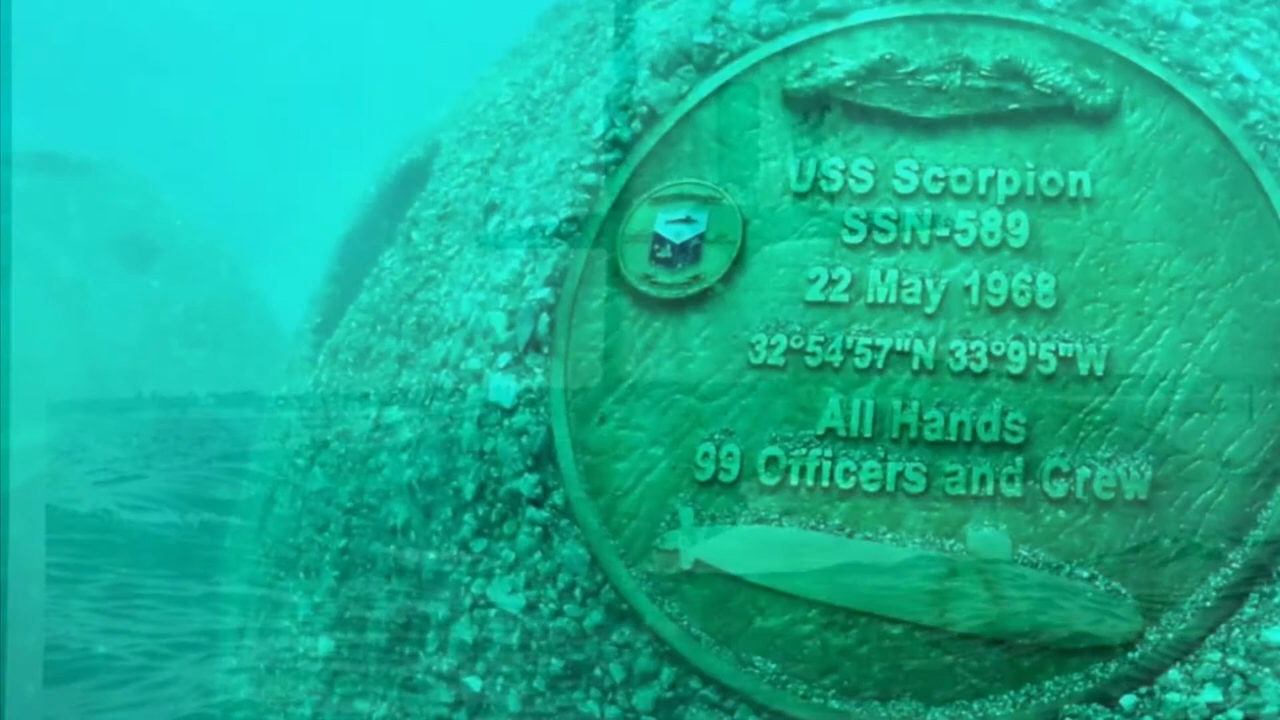 USS Scorpion
SSN-589
22 May 1968
32°54'57"N 33°9'5"W
All Hands
99 Officers and Crew